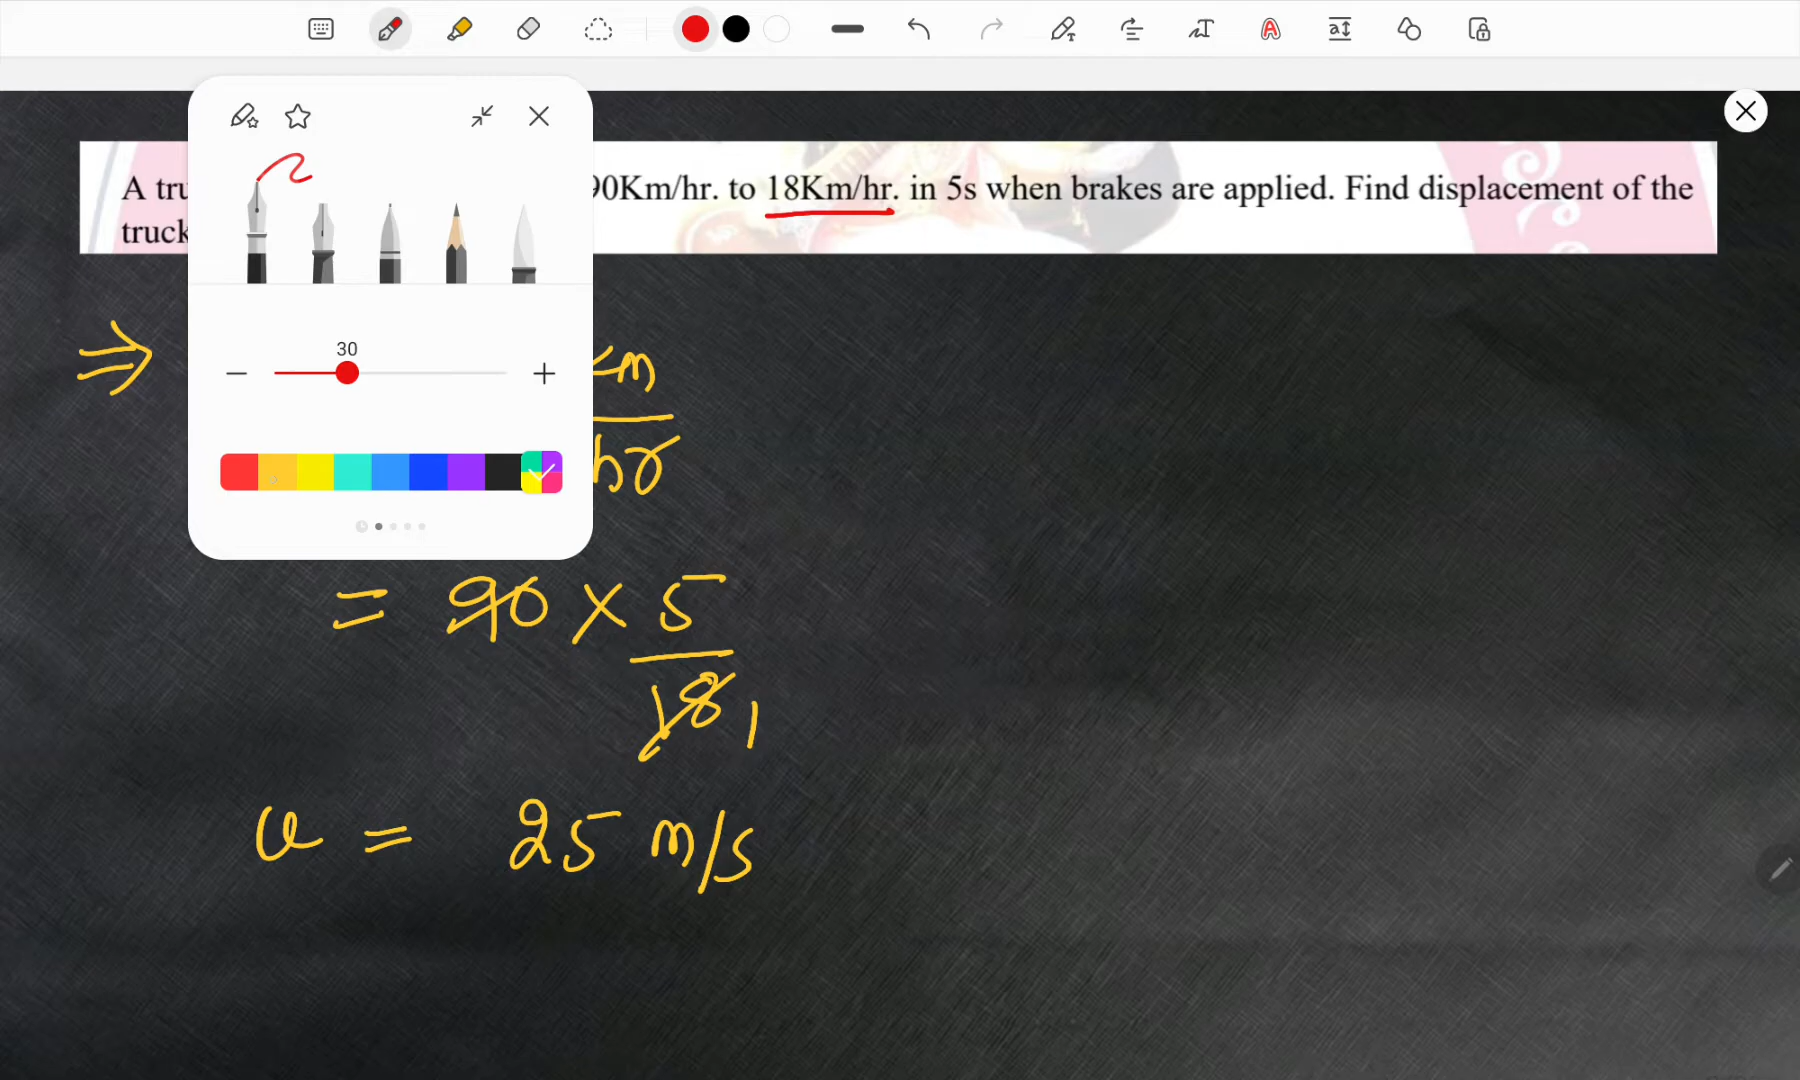 A tru 90Km/hr. to 18Km/hr. in 5s when brakes are applied. Find displacement of the
truck
30
⇒ Km
hr
= 90 × 5
18 1
u = 25 m/s